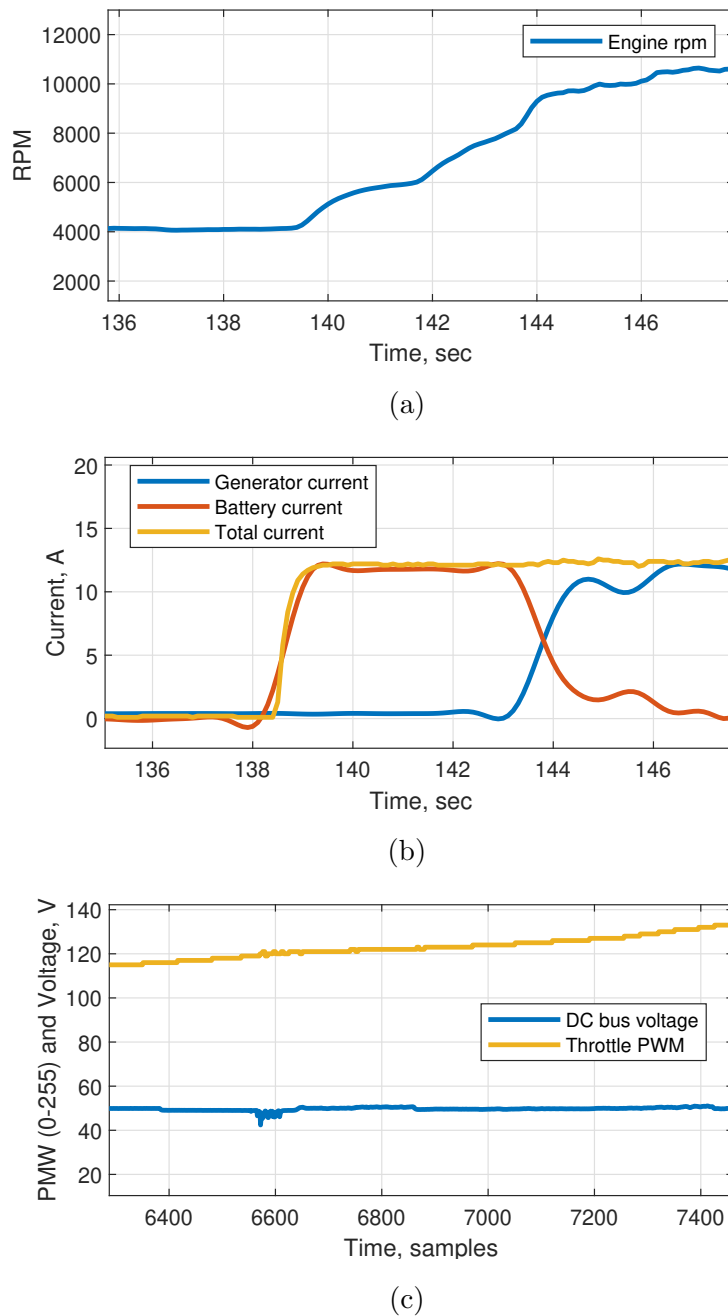 12000
10000
8000
6000
4000
2000
RPM
Engine rpm
136 138 140 142 144 146
Time, sec
(a)
20
15
10
5
0
Current, A
Generator current
Battery current
Total current
136 138 140 142 144 146
Time, sec
(b)
140
120
100
80
60
40
20
PMW (0-255) and Voltage, V
DC bus voltage
Throttle PWM
6400 6600 6800 7000 7200 7400
Time, samples
(c)